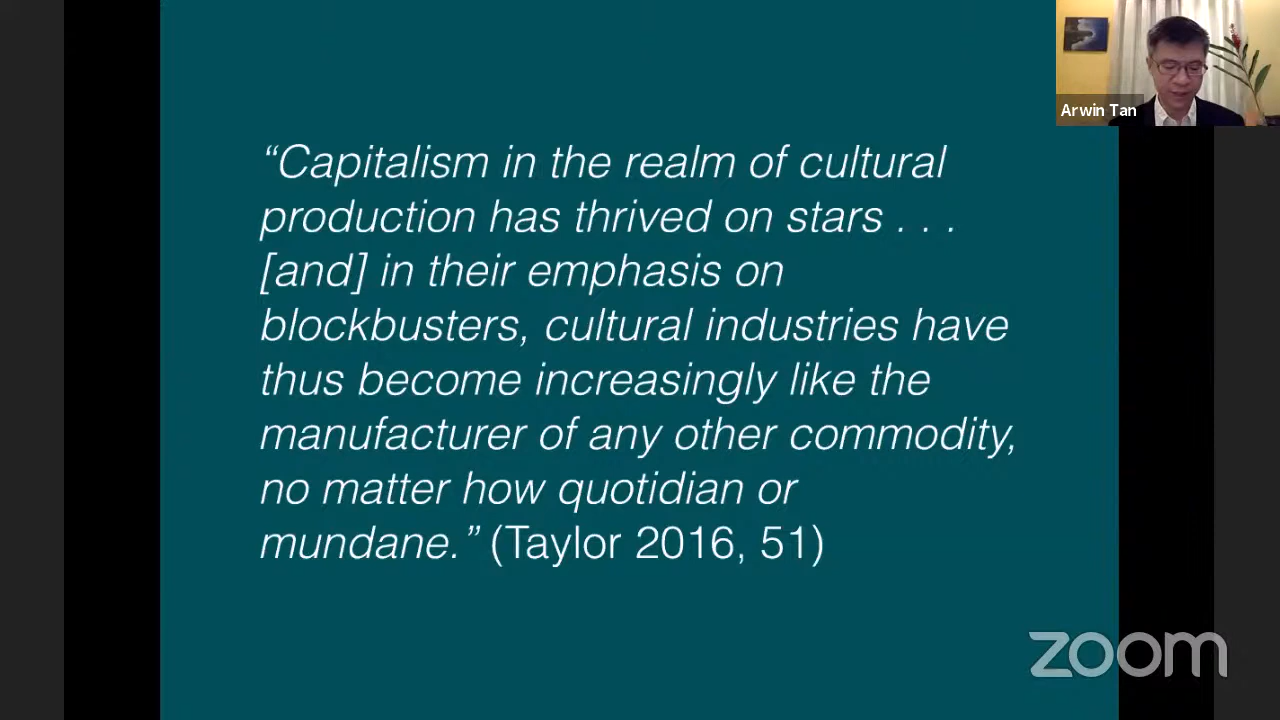 Arwin Tan
“Capitalism in the realm of cultural
production has thrived on stars . . .
[and] in their emphasis on
blockbusters, cultural industries have
thus become increasingly like the
manufacturer of any other commodity,
no matter how quotidian or
mundane.” (Taylor 2016, 51)
zoom